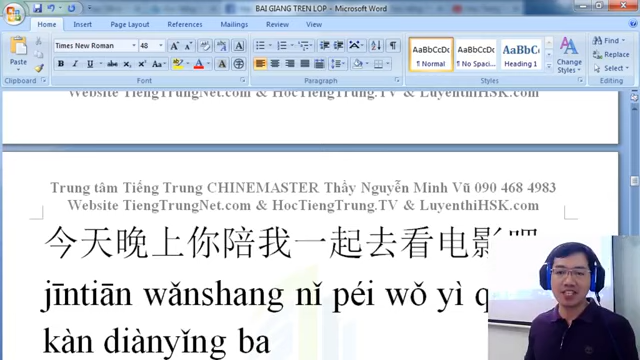 BAI GIANG TREN LOP - Microsoft Word
Home Insert Page Layout References Mailings Review View
Paste
Clipboard
Times New Roman 48
Font
Paragraph
AaBbCcDc AaBbCcDc AaBbCc
¶ Normal ¶ No Spaci... Heading 1
Change Styles
Styles
Find
Replace
Select
Editing
Website TiengTrungNet.com & HocTiengTrung.TV & LuyenthiHSK.com
Trung tâm Tiếng Trung CHINEMASTER Thầy Nguyễn Minh Vũ 090 468 4983
Website TiengTrungNet.com & HocTiengTrung.TV & LuyenthiHSK.com
今天晚上你陪我一起去看电影吧
jīntiān wǎnshang nǐ péi wǒ yì q
kàn diànyǐng ba